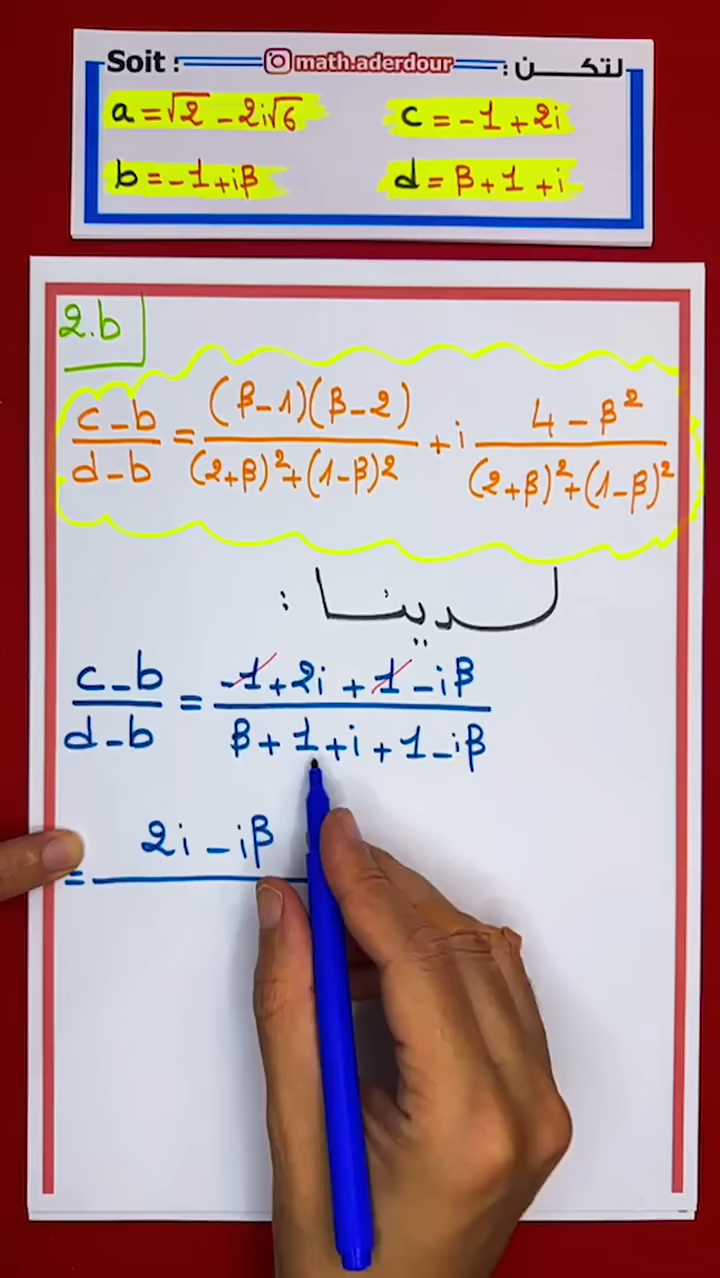 Soit : math.aderdour لتكن :
a = √2 - 2i√6 c = -1 + 2i
b = -1 + iβ d = β + 1 + i
2.b
(c - b)/(d - b) = ((β - 1)(β - 2))/((2 + β)² + (1 - β)²) + i (4 - β²)/((2 + β)² + (1 - β)²)
لدينا :
(c - b)/(d - b) = (-1 + 2i + 1 - iβ)/(β + 1 + i + 1 - iβ)
= 2i - iβ